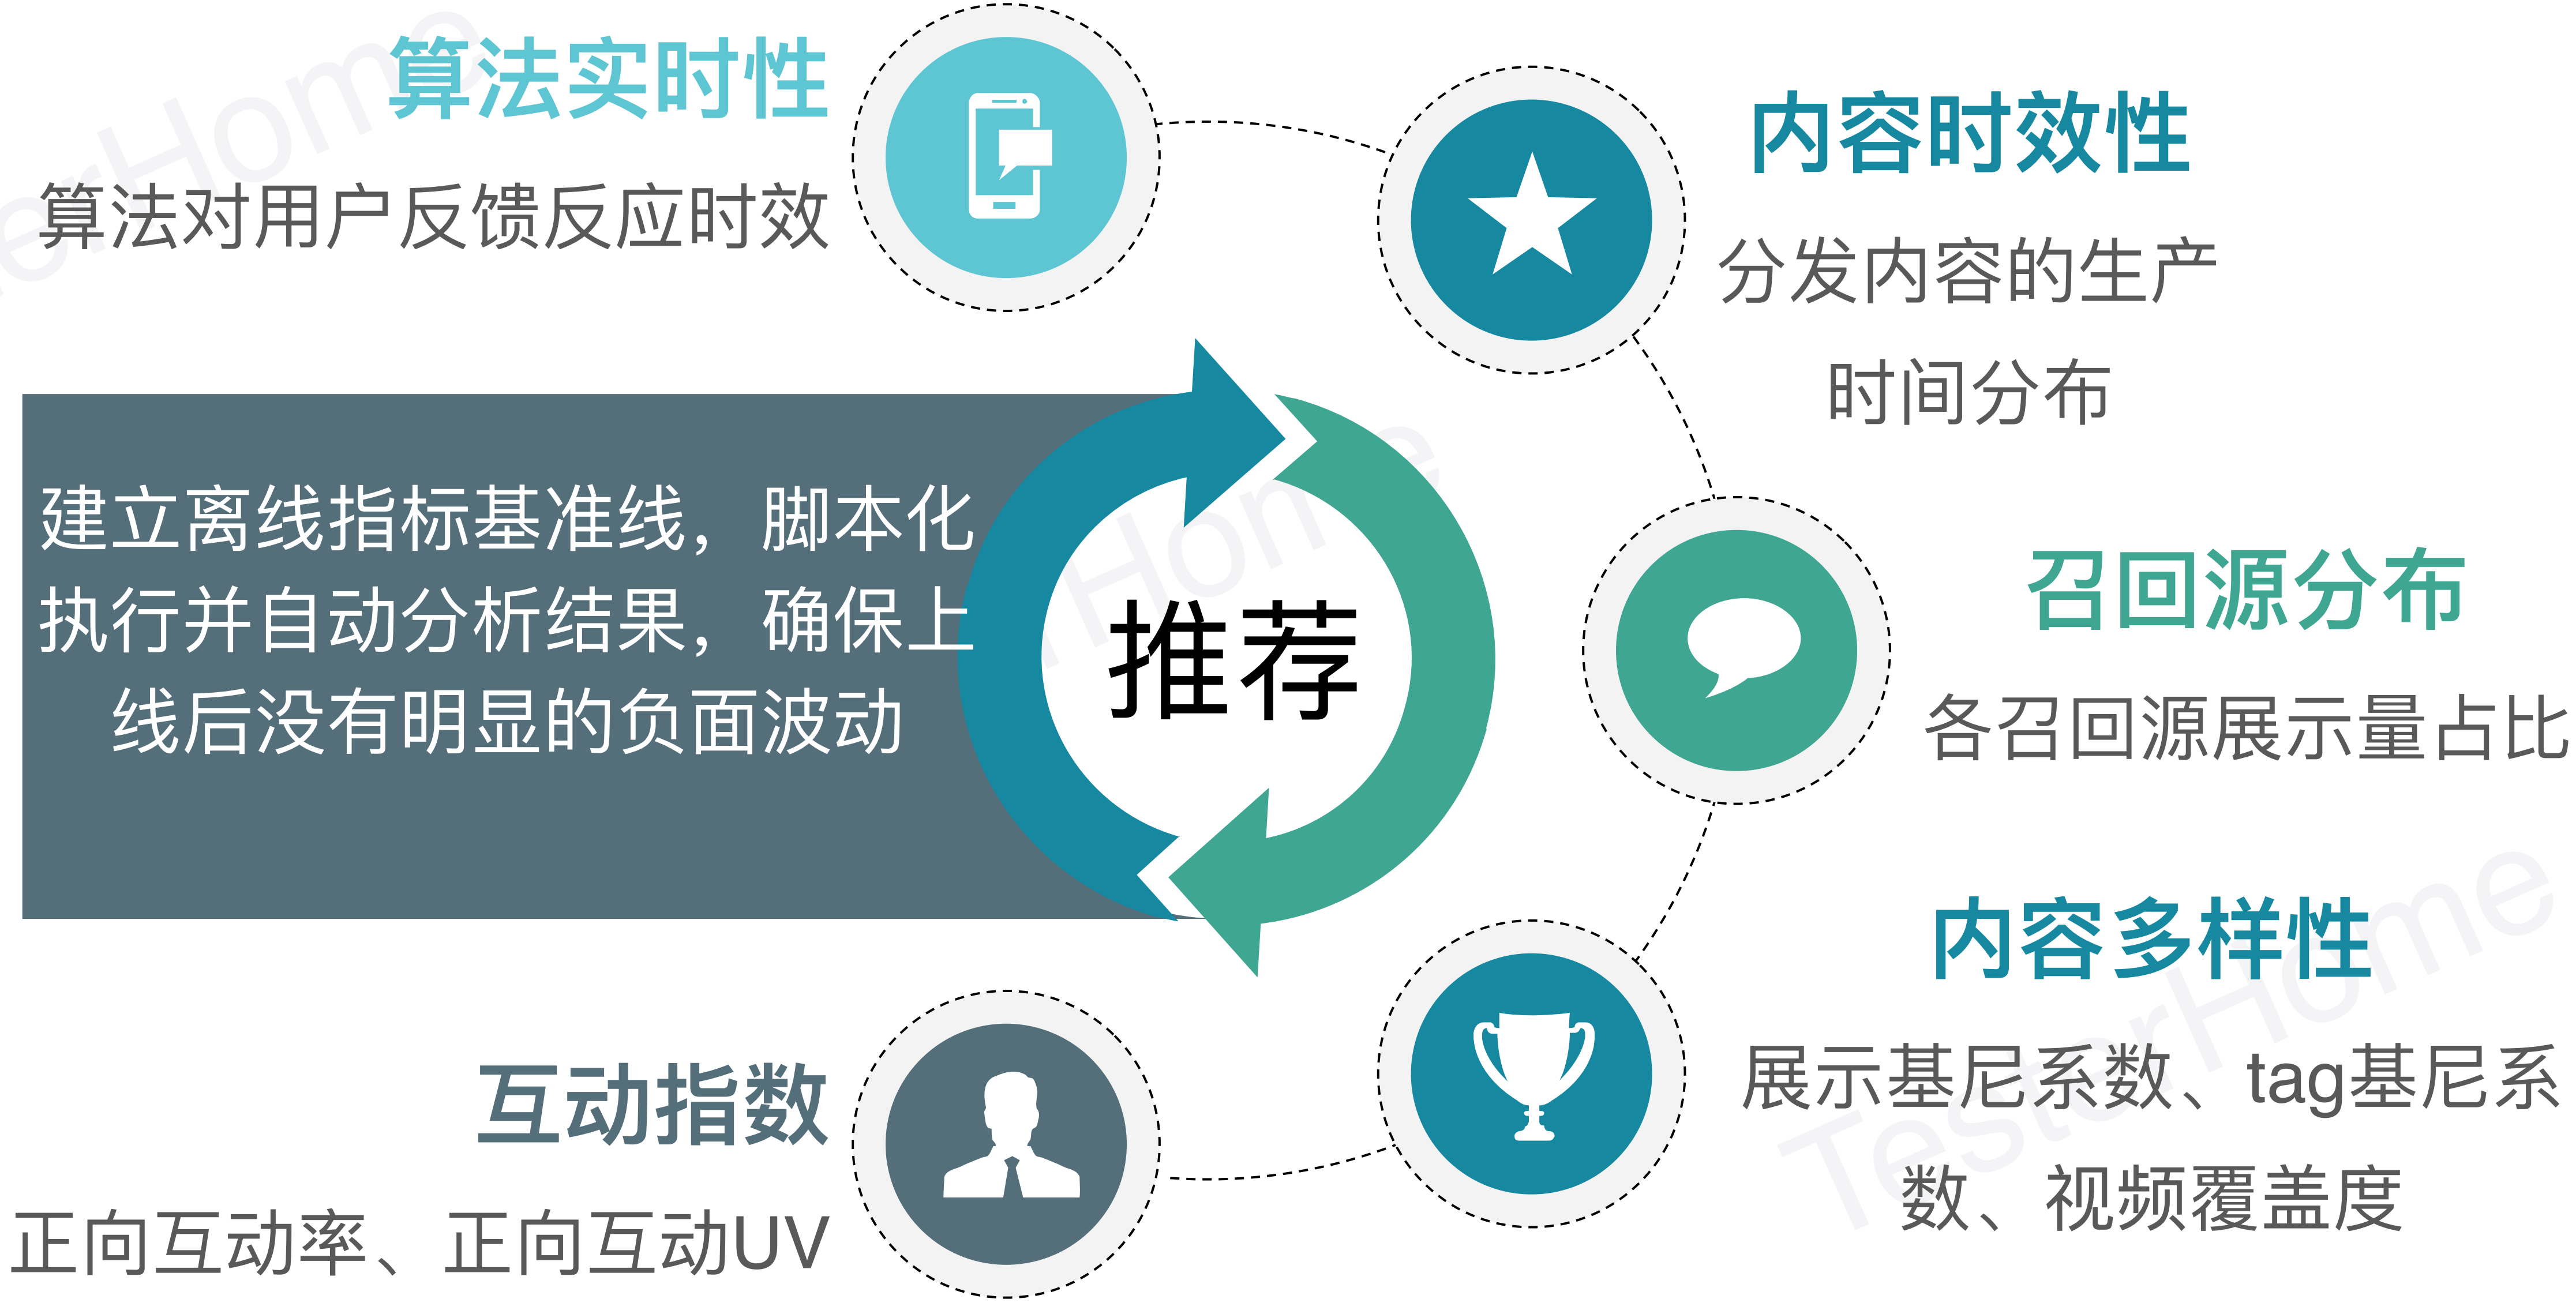 算法实时性
算法对用户反馈反应时效
内容时效性
分发内容的生产
时间分布
建立离线指标基准线，脚本化
执行并自动分析结果，确保上
线后没有明显的负面波动
推荐
召回源分布
各召回源展示量占比
内容多样性
展示基尼系数、tag基尼系
数、视频覆盖度
互动指数
正向互动率、正向互动UV
erHome
Home
TesterHome